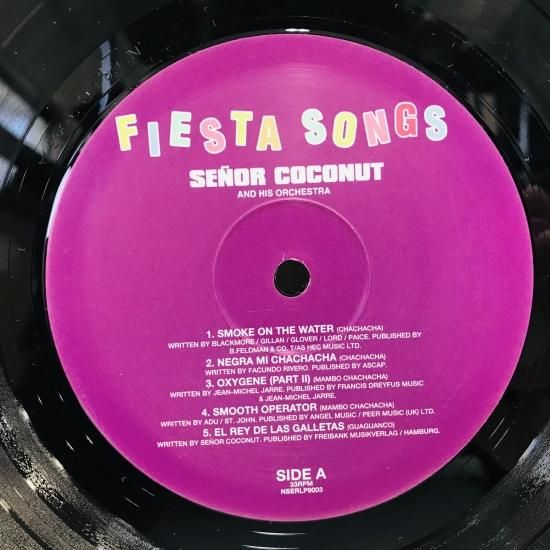 FIESTA SONGS
SEÑOR COCONUT
AND HIS ORCHESTRA
1. SMOKE ON THE WATER (CHACHACHA)
WRITTEN BY BLACKMORE / GILLAN / GLOVER / LORD / PAICE. PUBLISHED BY
B.FELDMAN & CO. T/AS HEC MUSIC LTD.
2. NEGRA MI CHACHACHA (CHACHACHA)
WRITTEN BY FACUNDO RIVERO. PUBLISHED BY ASCAP.
3. OXYGENE (PART II) (MAMBO CHACHACHA)
WRITTEN BY JEAN-MICHEL JARRE. PUBLISHED BY FRANCIS DREYFUS MUSIC
& JEAN-MICHEL JARRE.
4. SMOOTH OPERATOR (MAMBO CHACHACHA)
WRITTEN BY ADU / ST. JOHN. PUBLISHED BY ANGEL MUSIC / PEER MUSIC (UK) LTD.
5. EL REY DE LAS GALLETAS (GUAGUANCO)
WRITTEN BY SEÑOR COCONUT. PUBLISHED BY FREIBANK MUSIKVERLAG / HAMBURG.
SIDE A
33RPM
NSERLP9003